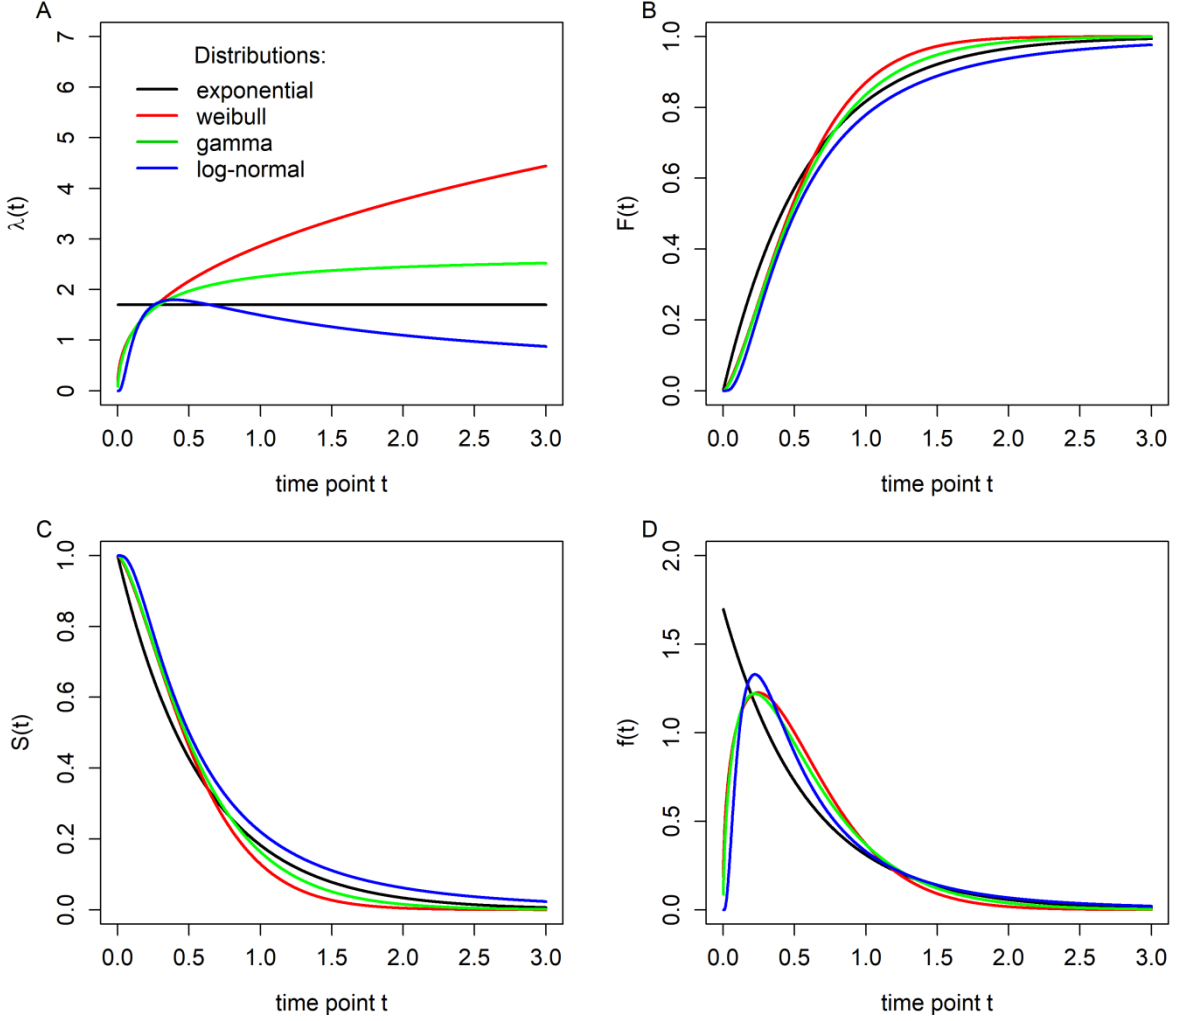 A
7
6
5
4
3
2
1
0
λ(t)
Distributions:
exponential
weibull
gamma
log-normal
0.0 0.5 1.0 1.5 2.0 2.5 3.0
time point t
B
1.0
0.8
0.6
0.4
0.2
0.0
F(t)
0.0 0.5 1.0 1.5 2.0 2.5 3.0
time point t
C
1.0
0.8
0.6
0.4
0.2
0.0
S(t)
0.0 0.5 1.0 1.5 2.0 2.5 3.0
time point t
D
2.0
1.5
1.0
0.5
0.0
f(t)
0.0 0.5 1.0 1.5 2.0 2.5 3.0
time point t